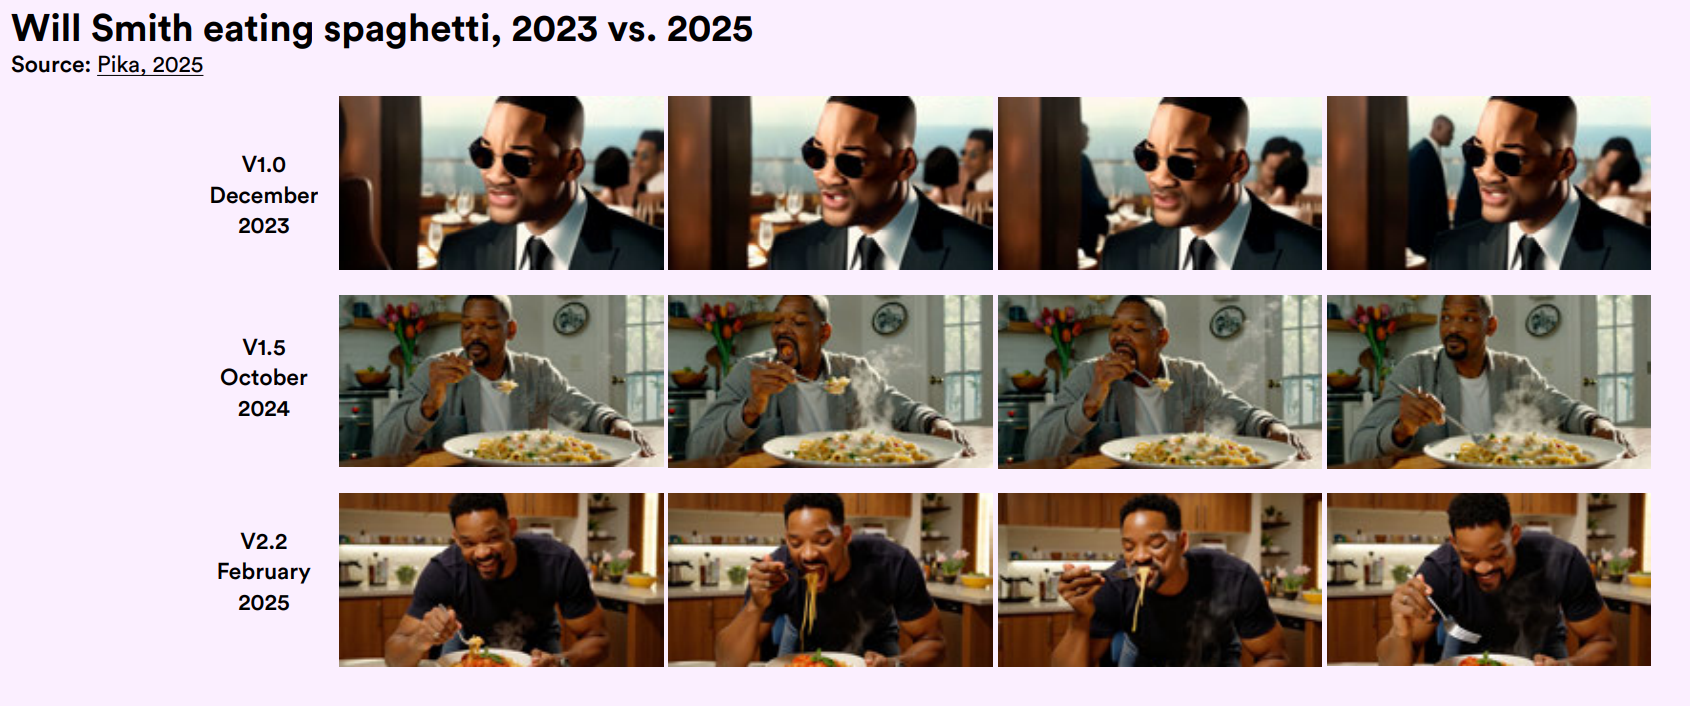 Will Smith eating spaghetti, 2023 vs. 2025
Source: Pika, 2025
V1.0
December
2023
V1.5
October
2024
V2.2
February
2025